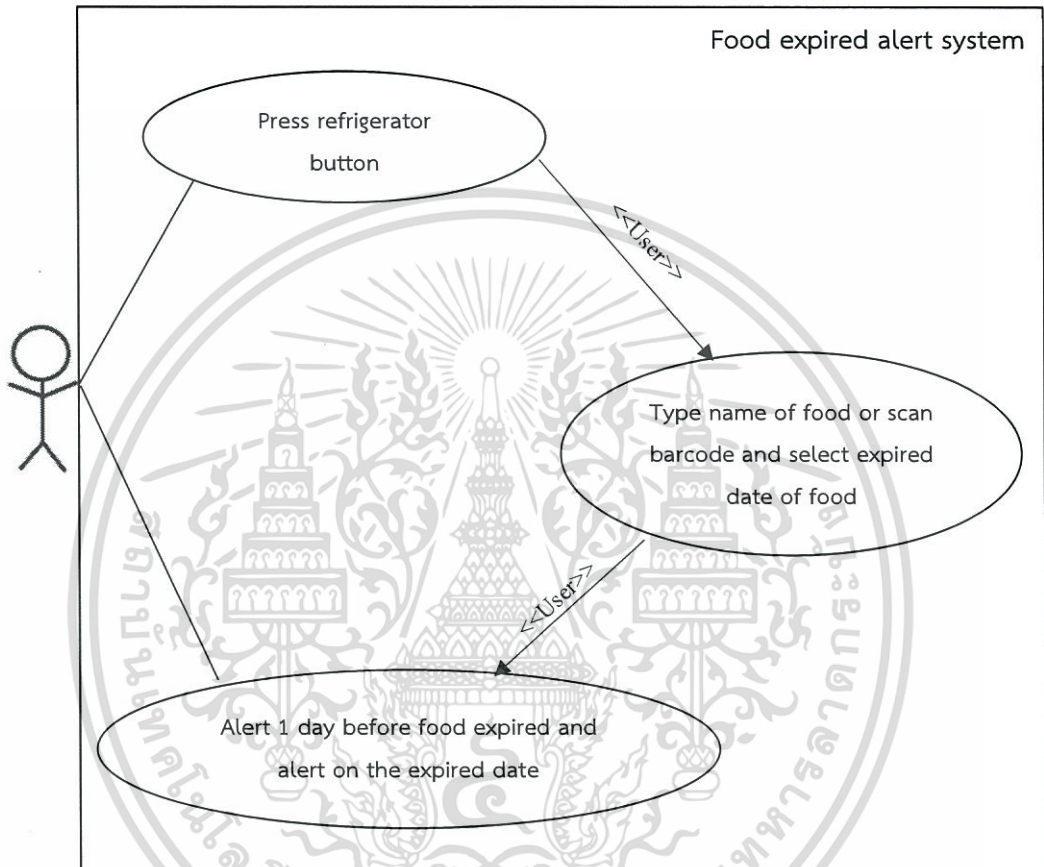 Food expired alert system
Press refrigerator
button
<<User>>
Type name of food or scan
barcode and select expired
date of food
<<User>>
Alert 1 day before food expired and
alert on the expired date